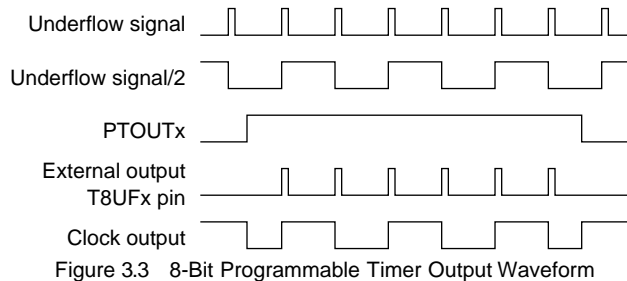 Underflow signal
Underflow signal/2
PTOUTx
External output
T8UFx pin
Clock output
Figure 3.3 8-Bit Programmable Timer Output Waveform